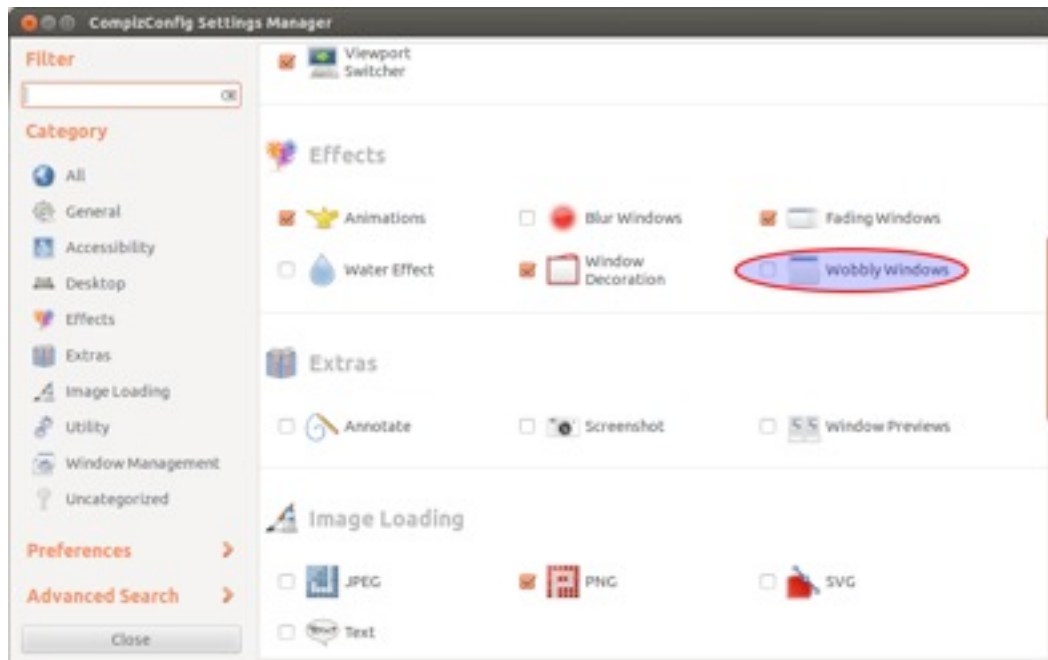 CompizConfig Settings Manager
Filter
Category
All
General
Accessibility
Desktop
Effects
Extras
Image Loading
Utility
Window Management
Uncategorized
Preferences
Advanced Search
Close
Viewport
Switcher
Effects
Animations
Blur Windows
Fading Windows
Water Effect
Window
Decoration
Wobbly Windows
Extras
Annotate
Screenshot
Window Previews
Image Loading
JPEG
PNG
SVG
Text